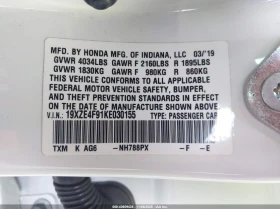 MFD. BY HONDA MFG. OF INDIANA, LLC 03/'19
GVWR 4034LBS GAWR F 2160LBS R 1895LBS
GVWR 1830KG GAWR F 980KG R 860KG
THIS VEHICLE CONFORMS TO ALL APPLICABLE
FEDERAL MOTOR VEHICLE SAFETY, BUMPER,
AND THEFT PREVENTION STANDARDS IN EFFECT
ON THE DATE OF MANUFACTURE SHOWN ABOVE.
V.I.N.: 19XZE4F91KE030155 TYPE: PASSENGER CAR
TXM K AG6 -NH788PX -F -E